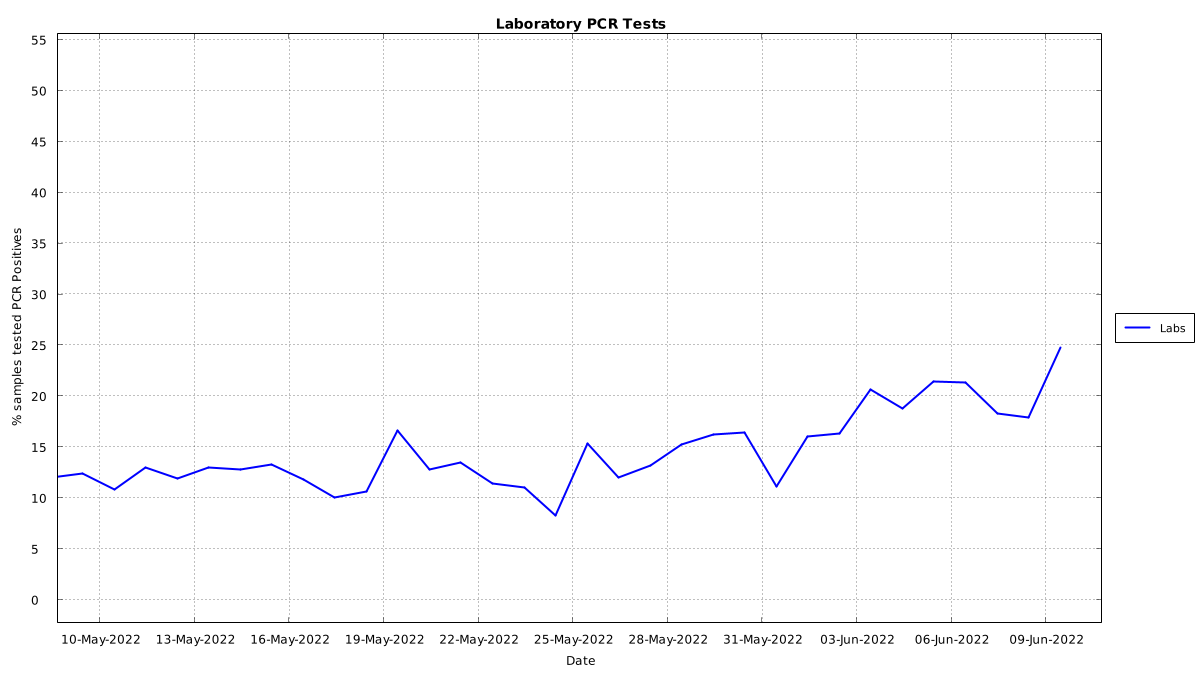 Laboratory PCR Tests
% samples tested PCR Positives
55
50
45
40
35
30
25
20
15
10
5
0
Labs
10-May-2022 13-May-2022 16-May-2022 19-May-2022 22-May-2022 25-May-2022 28-May-2022 31-May-2022 03-Jun-2022 06-Jun-2022 09-Jun-2022
Date